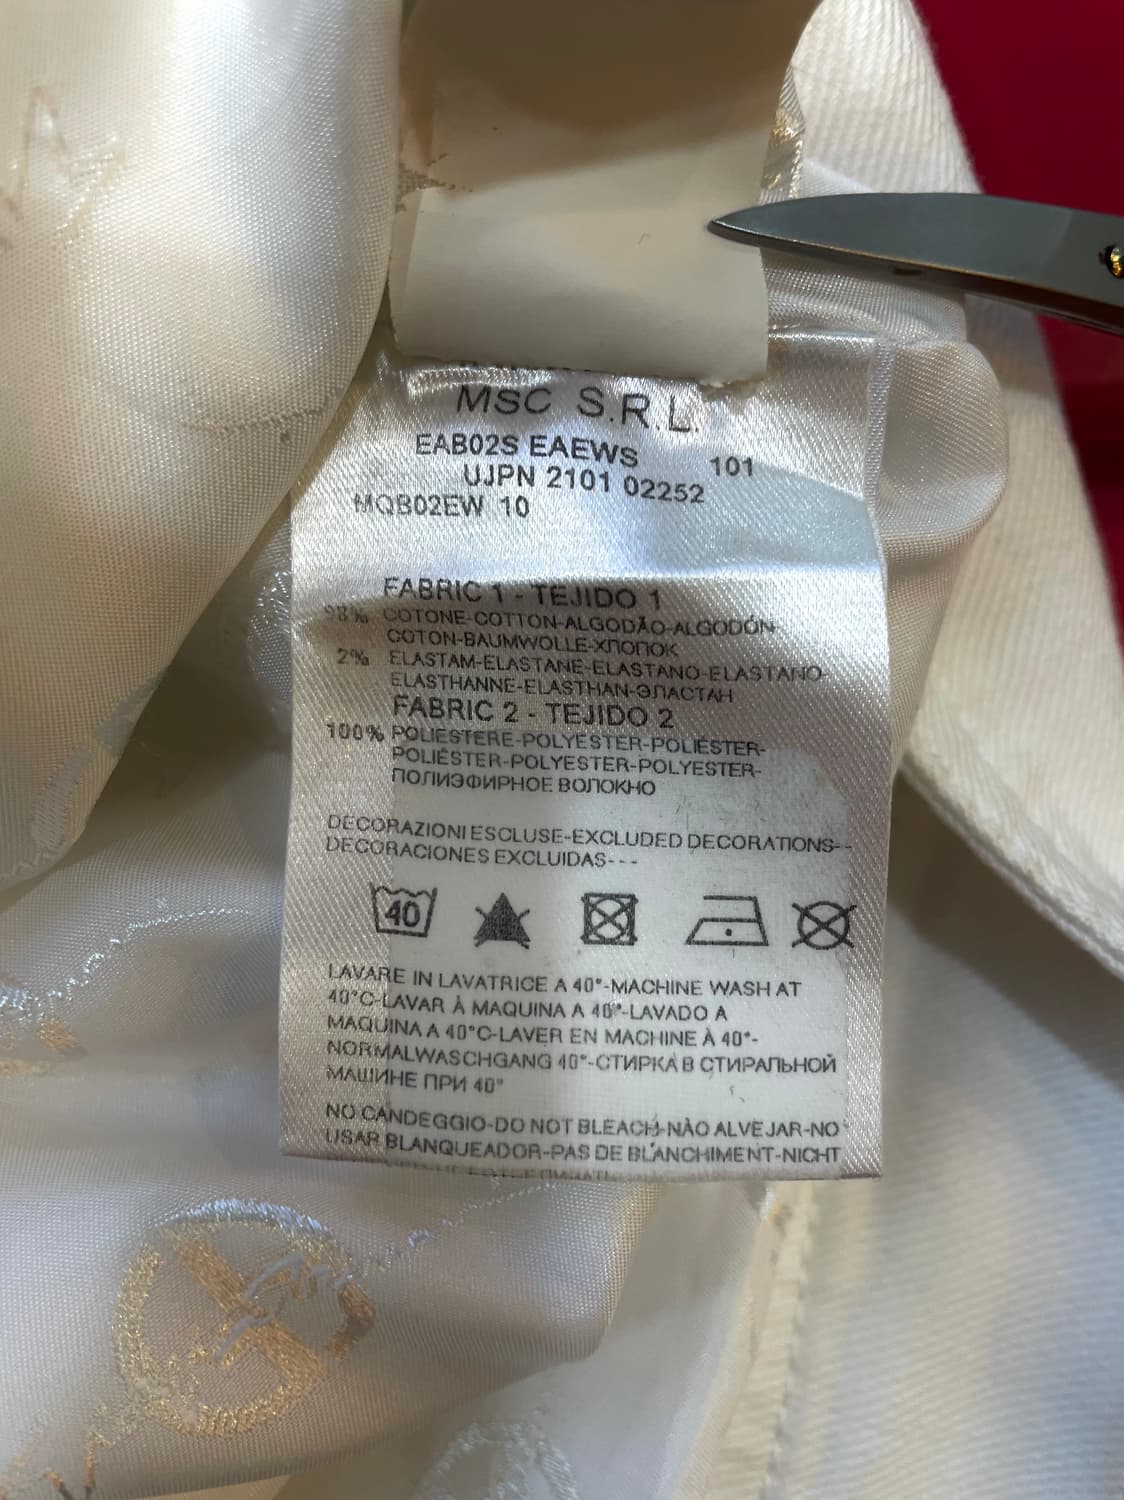 MSC S.R.L.
EAB02S EAEWS 101
UJPN 2101 02252
MQB02EW 10
FABRIC 1 - TEJIDO 1
98% COTONE-COTTON-ALGODÃO-ALGODÓN-
COTON-BAUMWOLLE-ХЛОПОК
2% ELASTAM-ELASTANE-ELASTANO-ELASTANO-
ELASTHANNE-ELASTHAN-ЭЛАСТАН
FABRIC 2 - TEJIDO 2
100% POLIESTERE-POLYESTER-POLIÉSTER-
POLIÉSTER-POLYESTER-POLYESTER-
ПОЛИЭФИРНОЕ ВОЛОКНО
DECORAZIONI ESCLUSE-EXCLUDED DECORATIONS--
DECORACIONES EXCLUIDAS---
40
LAVARE IN LAVATRICE A 40°-MACHINE WASH AT
40°C-LAVAR À MAQUINA A 40°-LAVADO A
MAQUINA A 40°C-LAVER EN MACHINE À 40°-
NORMALWASCHGANG 40°-СТИРКА В СТИРАЛЬНОЙ
МАШИНЕ ПРИ 40°
NO CANDEGGIO-DO NOT BLEACH-NÃO ALVEJAR-NO
USAR BLANQUEADOR-PAS DE BLANCHIMENT-NICHT